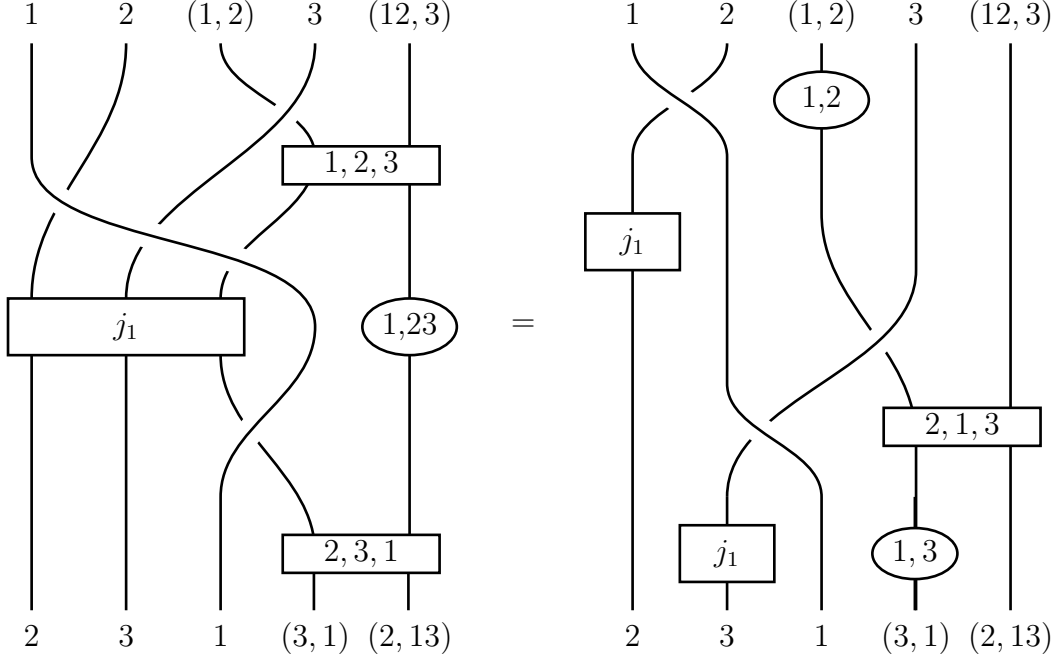 1 2 (1, 2) 3 (12, 3) 1 2 (1, 2) 3 (12, 3)
1,2
1, 2, 3
j₁
j₁ 1,23 =
2, 1, 3
2, 3, 1 j₁ 1, 3
2 3 1 (3, 1) (2, 13) 2 3 1 (3, 1) (2, 13)